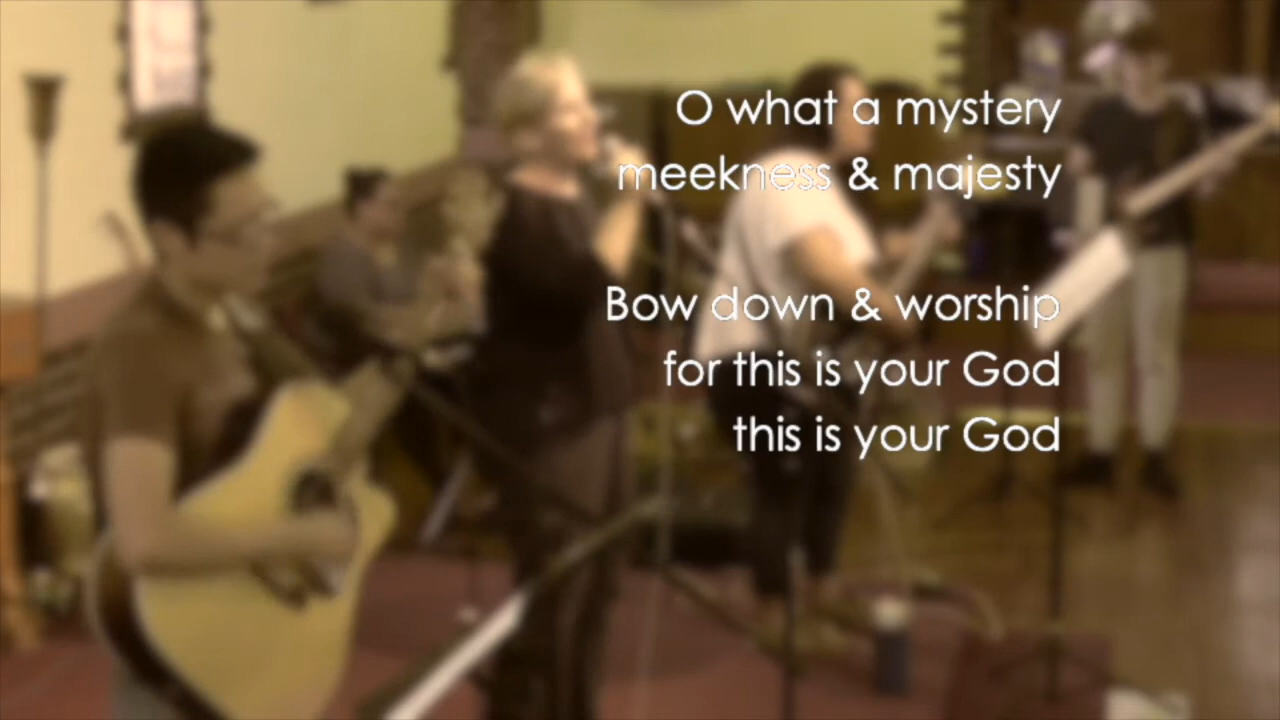 O what a mystery
meekness & majesty
Bow down & worship
for this is your God
this is your God